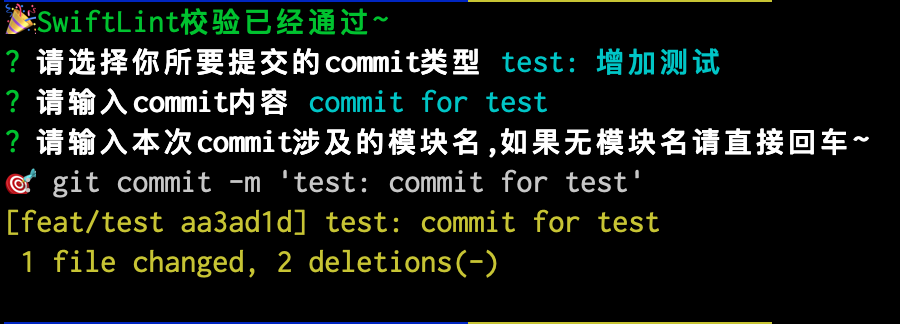 🎉SwiftLint校验已经通过~
? 请选择你所要提交的commit类型 test: 增加测试
? 请输入commit内容 commit for test
? 请输入本次commit涉及的模块名,如果无模块名请直接回车~
🎯 git commit -m 'test: commit for test'
[feat/test aa3ad1d] test: commit for test
1 file changed, 2 deletions(-)